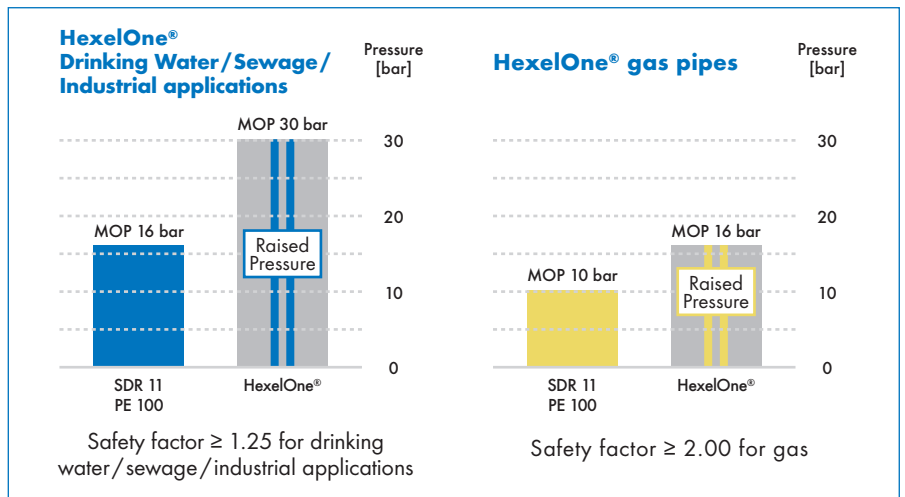 HexelOne®
Drinking Water/Sewage/
Industrial applications
Pressure
[bar]
MOP 30 bar
30
20
MOP 16 bar
Raised
Pressure
10
0
SDR 11
PE 100
HexelOne®
Safety factor ≥ 1.25 for drinking
water/sewage/industrial applications
HexelOne® gas pipes
Pressure
[bar]
30
20
MOP 16 bar
MOP 10 bar
Raised
Pressure
10
0
SDR 11
PE 100
HexelOne®
Safety factor ≥ 2.00 for gas